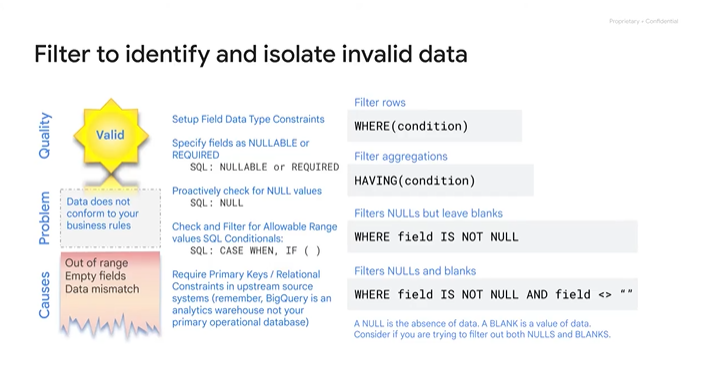 Proprietary + Confidential
Filter to identify and isolate invalid data
Quality
Valid
Problem
Data does not
conform to your
business rules
Causes
Out of range
Empty fields
Data mismatch
Setup Field Data Type Constraints
Specify fields as NULLABLE or
REQUIRED
SQL: NULLABLE or REQUIRED
Proactively check for NULL values
SQL: NULL
Check and Filter for Allowable Range
values SQL Conditionals:
SQL: CASE WHEN, IF ( )
Require Primary Keys / Relational
Constraints in upstream source
systems (remember, BigQuery is an
analytics warehouse not your
primary operational database)
Filter rows
WHERE(condition)
Filter aggregations
HAVING(condition)
Filters NULLs but leave blanks
WHERE field IS NOT NULL
Filters NULLs and blanks
WHERE field IS NOT NULL AND field <> “”
A NULL is the absence of data. A BLANK is a value of data.
Consider if you are trying to filter out both NULLS and BLANKS.